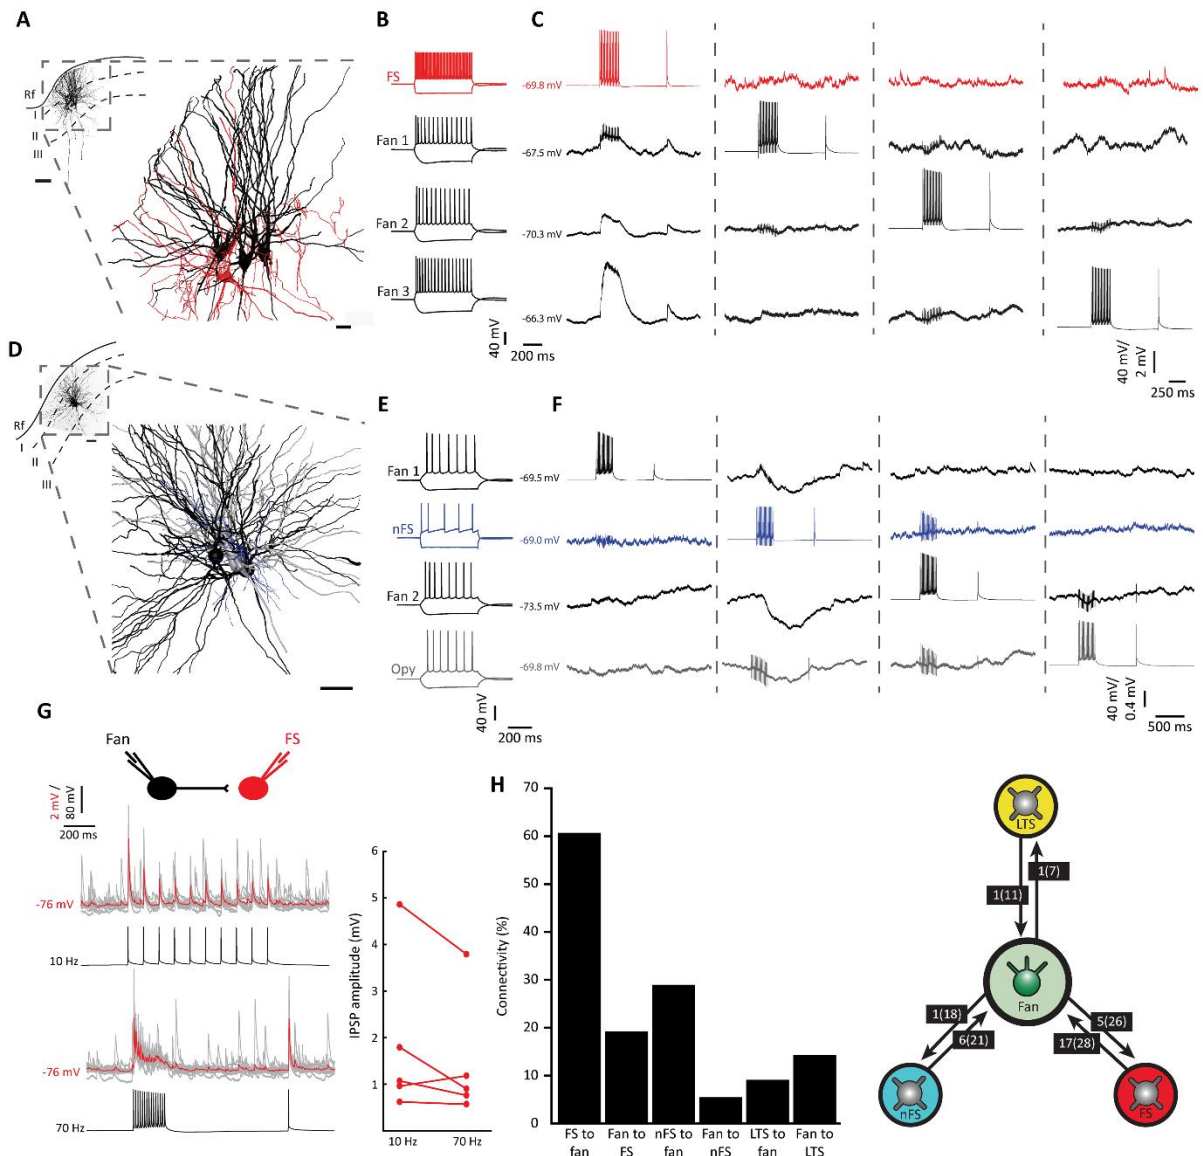 A
Rf
I
II
III
B
FS
Fan 1
Fan 2
Fan 3
40 mV
200 ms
C
-69.8 mV
-67.5 mV
-70.3 mV
-66.3 mV
40 mV/
2 mV
250 ms
D
Rf
I
II
III
E
Fan 1
nFS
Fan 2
Opy
40 mV
200 ms
F
-69.5 mV
-69.0 mV
-73.5 mV
-69.8 mV
40 mV/
0.4 mV
500 ms
G
Fan
FS
2 mV /
80 mV
200 ms
-76 mV
10 Hz
-76 mV
70 Hz
IPSP amplitude (mV)
6
5
4
3
2
1
10 Hz
70 Hz
H
Connectivity (%)
70
60
50
40
30
20
10
0
FS to
fan
Fan to
FS
nFS to
fan
Fan to
nFS
LTS to
fan
Fan to
LTS
LTS
1(7)
1(11)
Fan
1(18)
6(21)
5(26)
17(28)
nFS
FS